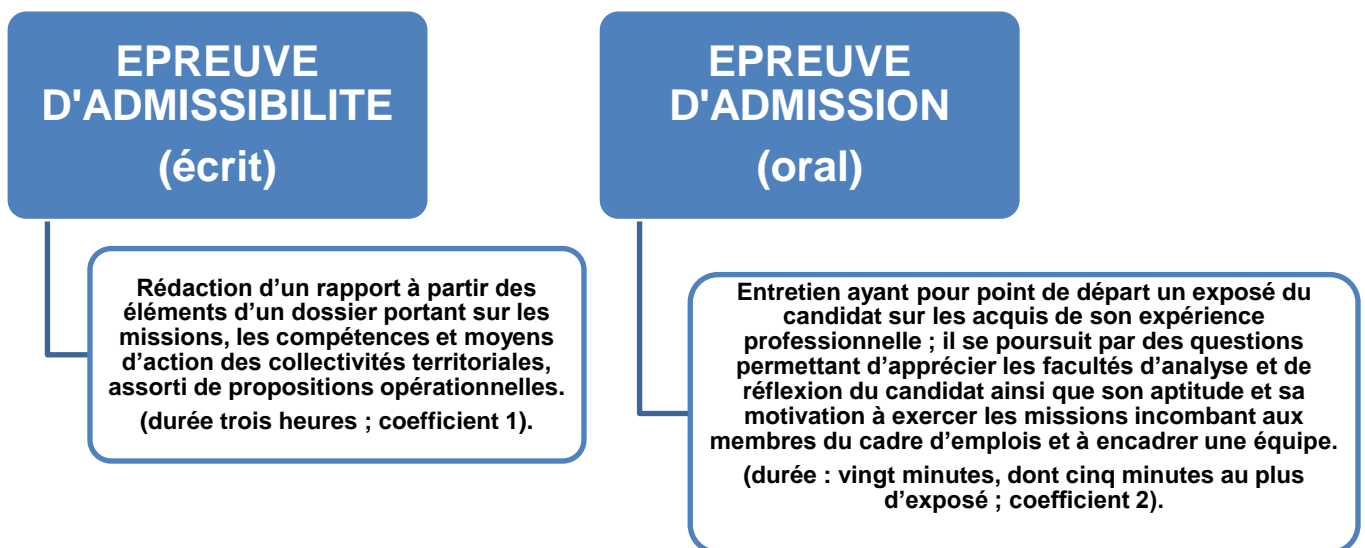 EPREUVE
D'ADMISSIBILITE
(écrit)
Rédaction d’un rapport à partir des
éléments d’un dossier portant sur les
missions, les compétences et moyens
d’action des collectivités territoriales,
assorti de propositions opérationnelles.
(durée trois heures ; coefficient 1).
EPREUVE
D'ADMISSION
(oral)
Entretien ayant pour point de départ un exposé du
candidat sur les acquis de son expérience
professionnelle ; il se poursuit par des questions
permettant d’apprécier les facultés d’analyse et de
réflexion du candidat ainsi que son aptitude et sa
motivation à exercer les missions incombant aux
membres du cadre d’emplois et à encadrer une équipe.
(durée : vingt minutes, dont cinq minutes au plus
d’exposé ; coefficient 2).